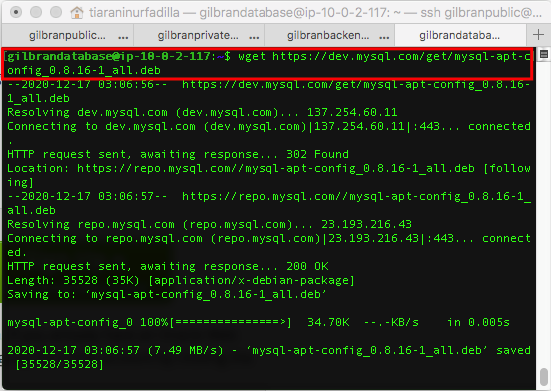 tiaraninurfadilla — gilbrandatabase@ip-10-0-2-117: ~ — ssh gilbranpublic@...
gilbranpublic... ... gilbranprivate... ... gilbranbacken... ... gilbrandataba... ...
[gilbrandatabase@ip-10-0-2-117:~$ wget https://dev.mysql.com/get/mysql-apt-c
onfig_0.8.16-1_all.deb
--2020-12-17 03:06:56--  https://dev.mysql.com/get/mysql-apt-config_0.8.16-
1_all.deb
Resolving dev.mysql.com (dev.mysql.com)... 137.254.60.11
Connecting to dev.mysql.com (dev.mysql.com)|137.254.60.11|:443... connected
.
HTTP request sent, awaiting response... 302 Found
Location: https://repo.mysql.com//mysql-apt-config_0.8.16-1_all.deb [follow
ing]
--2020-12-17 03:06:57--  https://repo.mysql.com//mysql-apt-config_0.8.16-1_
all.deb
Resolving repo.mysql.com (repo.mysql.com)... 23.193.216.43
Connecting to repo.mysql.com (repo.mysql.com)|23.193.216.43|:443... connect
ed.
HTTP request sent, awaiting response... 200 OK
Length: 35528 (35K) [application/x-debian-package]
Saving to: ‘mysql-apt-config_0.8.16-1_all.deb’
mysql-apt-config_0 100%[===============>]  34.70K  --.-KB/s    in 0.005s
2020-12-17 03:06:57 (7.49 MB/s) - ‘mysql-apt-config_0.8.16-1_all.deb’ saved
[35528/35528]